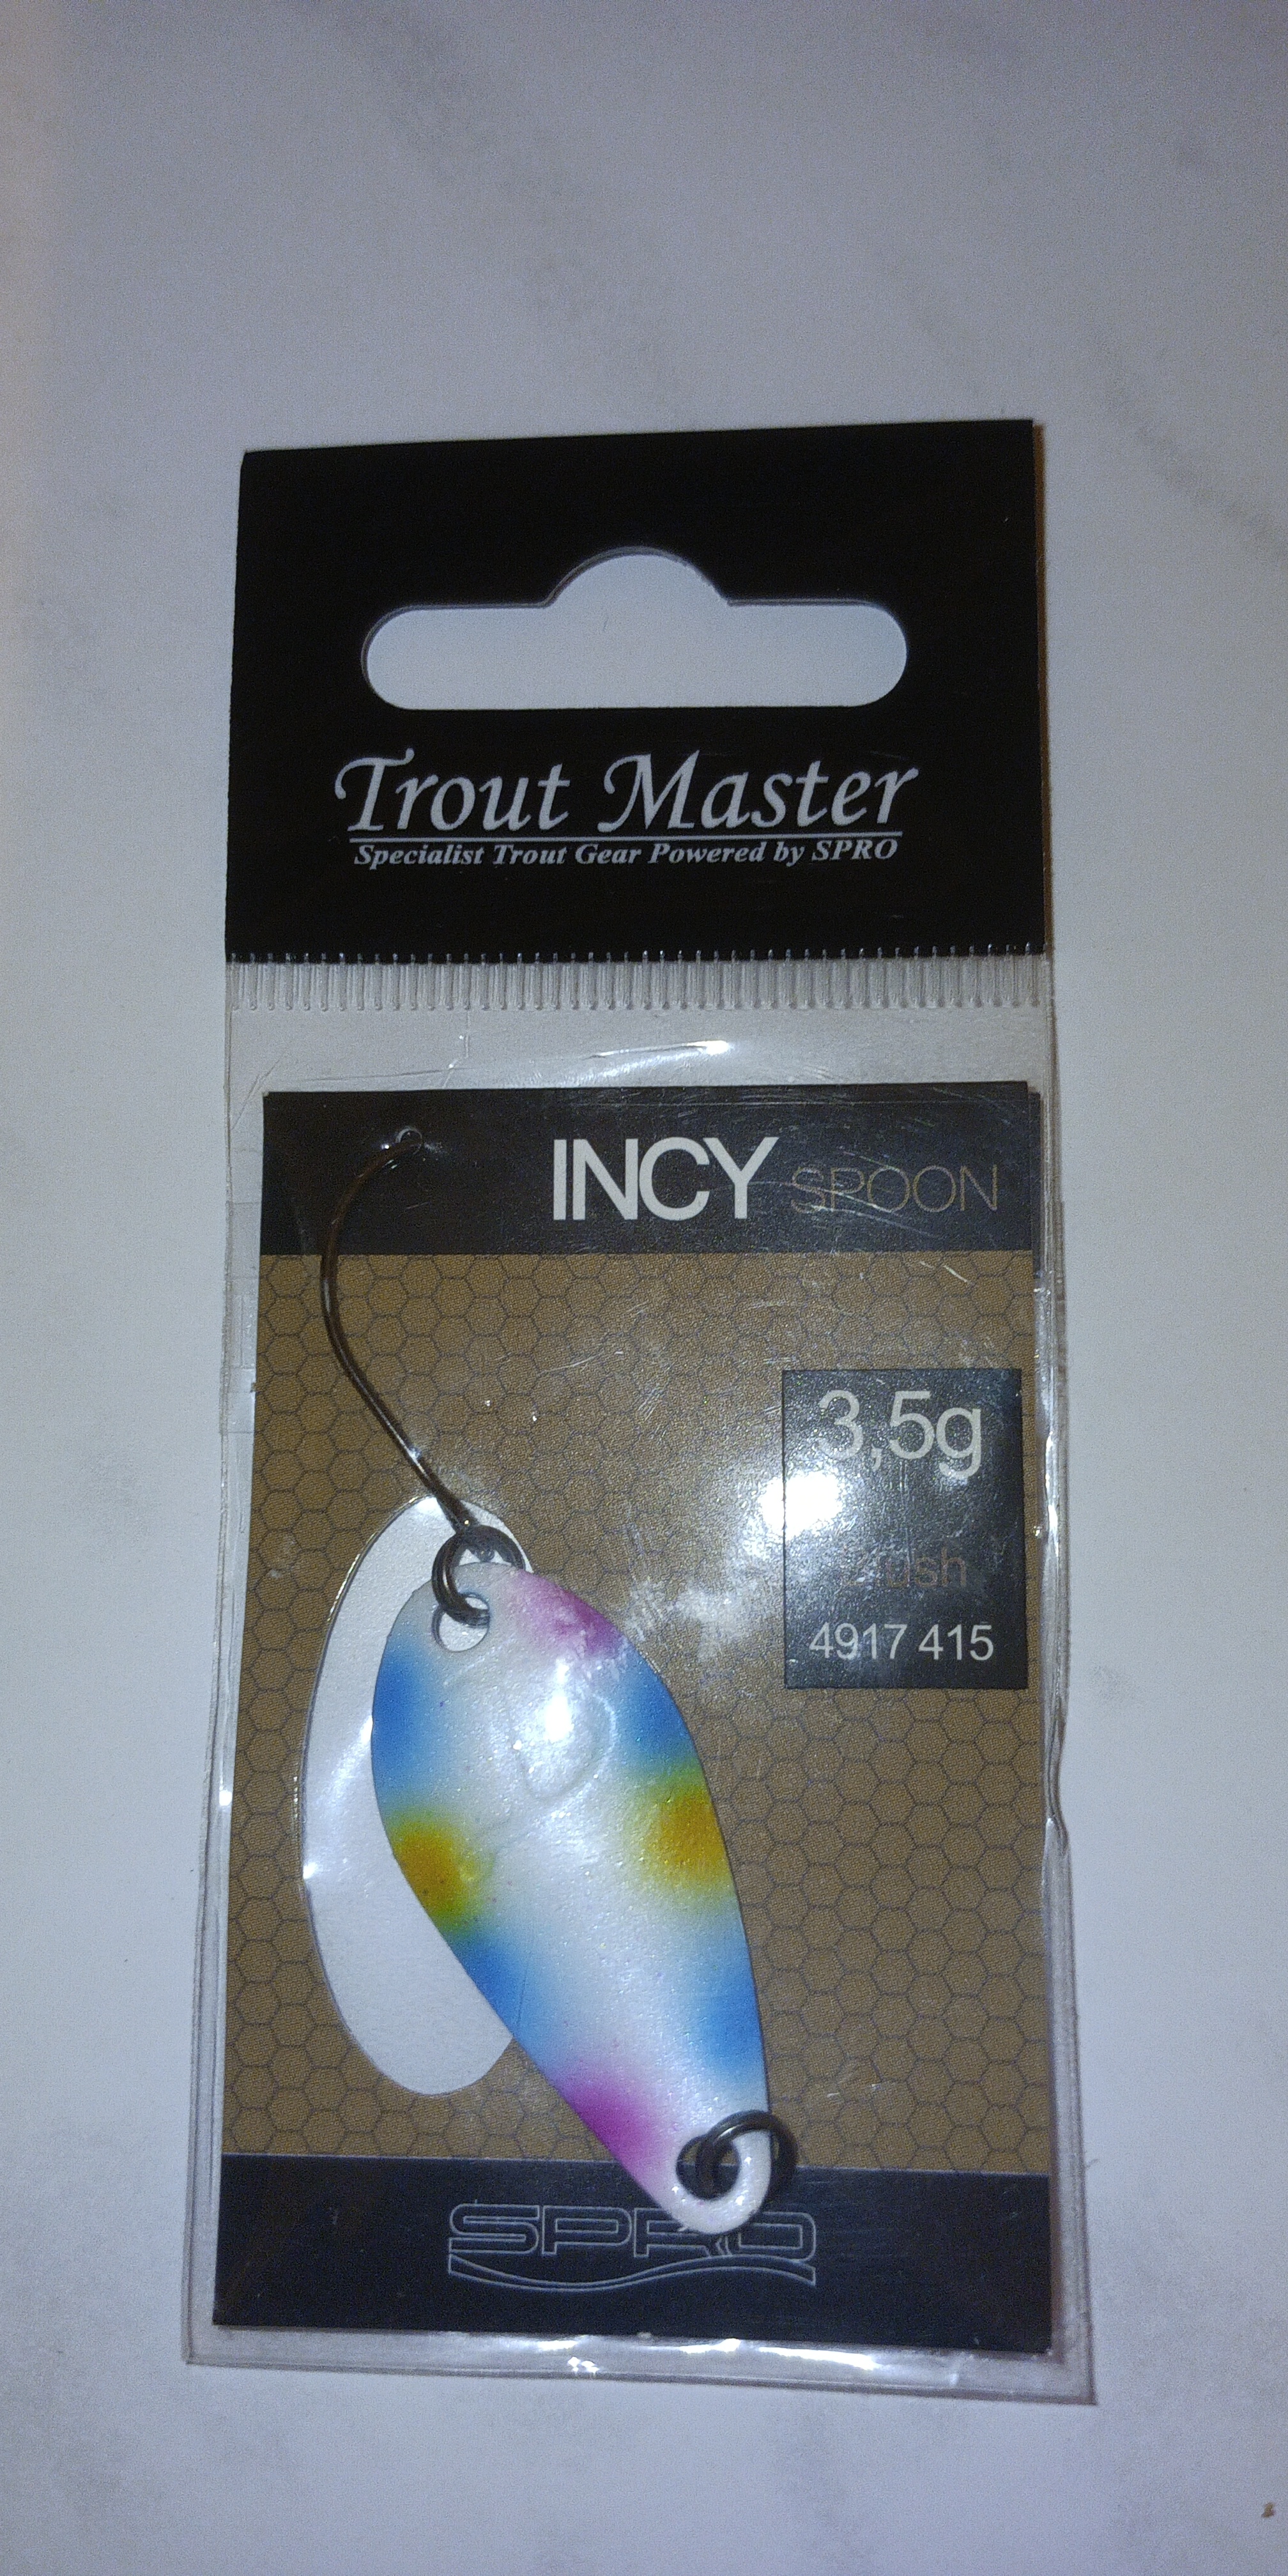 Trout Master
Specialist Trout Gear Powered by SPRO
INCY SPOON
3,5g
4917 415
SPRO